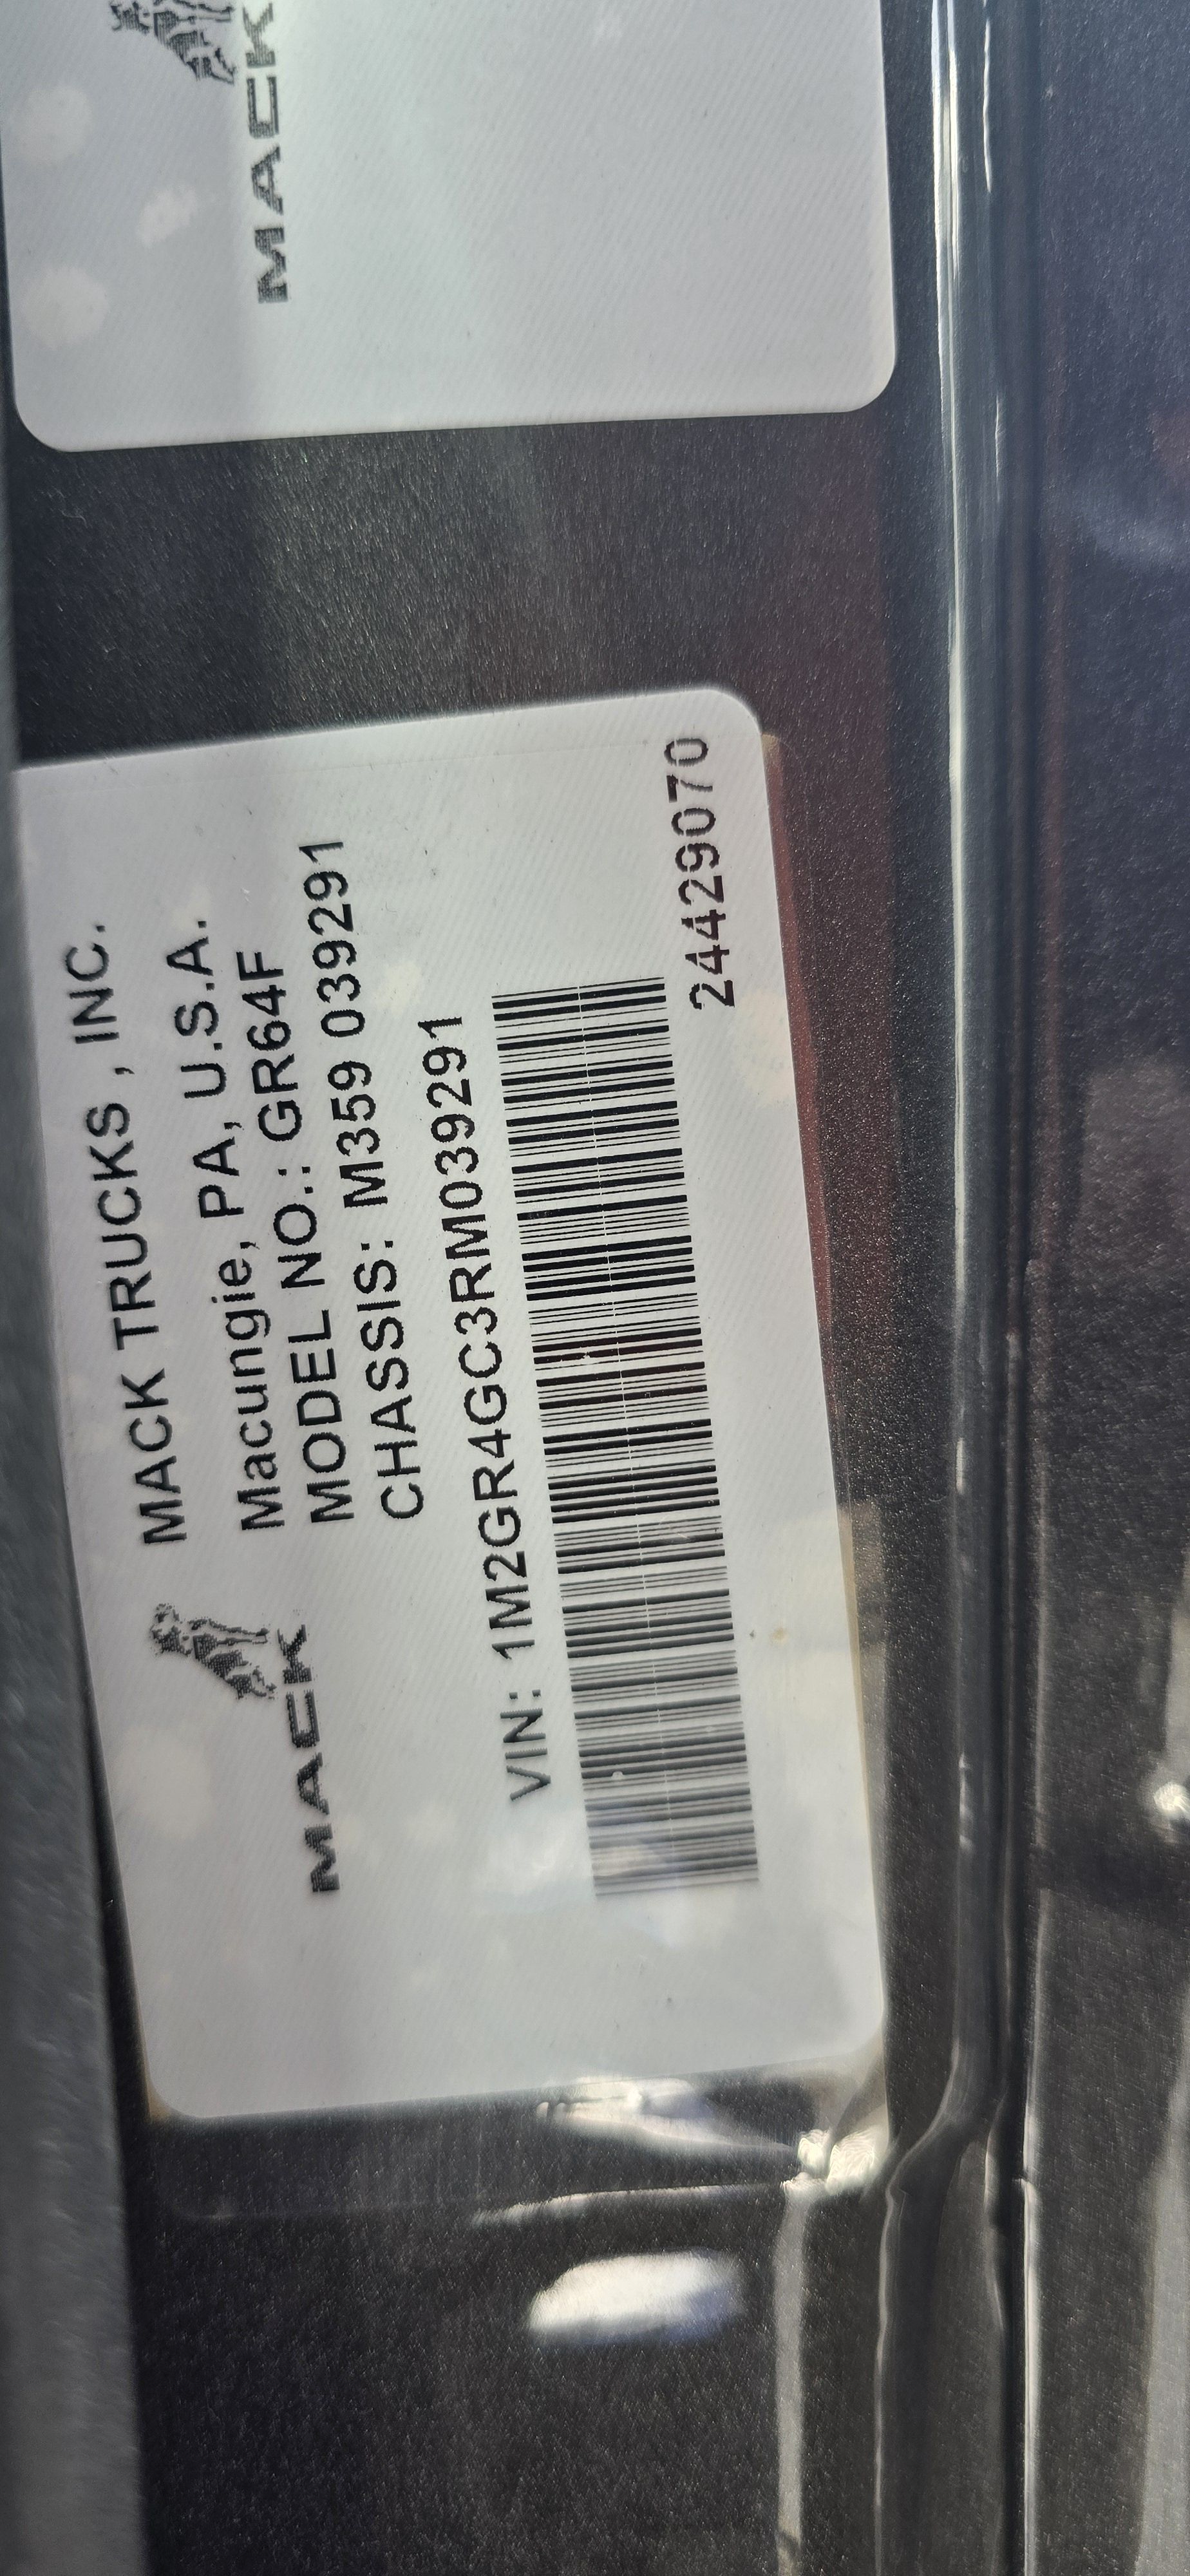 MACK
MACK TRUCKS , INC.
Macungie, PA, U.S.A.
MODEL NO.: GR64F
CHASSIS: M359 039291
MACK
VIN: 1M2GR4GC3RM039291
24429070